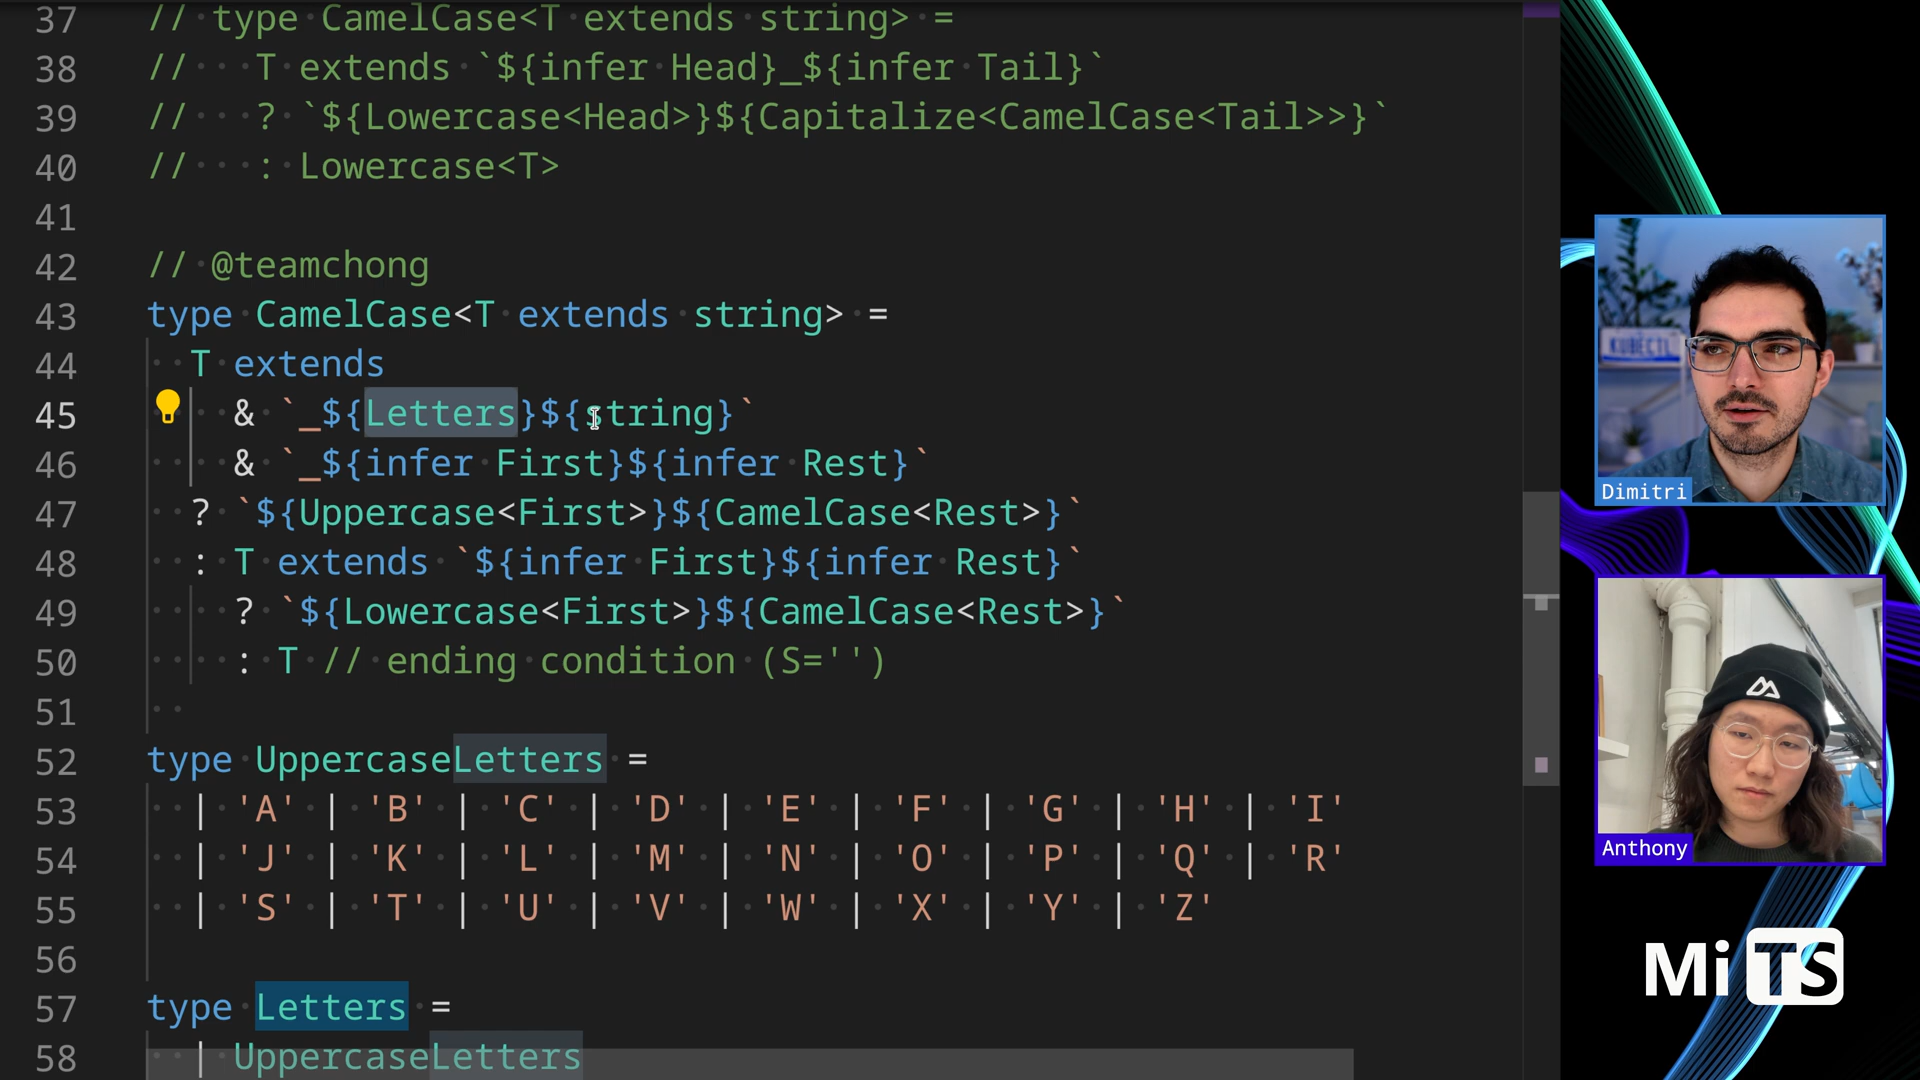 37 // type CamelCase<T extends string> =
38 //   T extends `${infer Head}_${infer Tail}`
39 //   ? `${Lowercase<Head>}${Capitalize<CamelCase<Tail>>}`
40 //   : Lowercase<T>
41
42 // @teamchong
43 type CamelCase<T extends string> =
44   T extends
45     & `_${Letters}${string}`
46     & `_${infer First}${infer Rest}`
47   ? `${Uppercase<First>}${CamelCase<Rest>}`
48   : T extends `${infer First}${infer Rest}`
49     ? `${Lowercase<First>}${CamelCase<Rest>}`
50     : T // ending condition (S='')
51
52 type UppercaseLetters =
53   | 'A' | 'B' | 'C' | 'D' | 'E' | 'F' | 'G' | 'H' | 'I'
54   | 'J' | 'K' | 'L' | 'M' | 'N' | 'O' | 'P' | 'Q' | 'R'
55   | 'S' | 'T' | 'U' | 'V' | 'W' | 'X' | 'Y' | 'Z'
56
57 type Letters =
58   | UppercaseLetters
KUBECTL
Dimitri
Anthony
MiTS